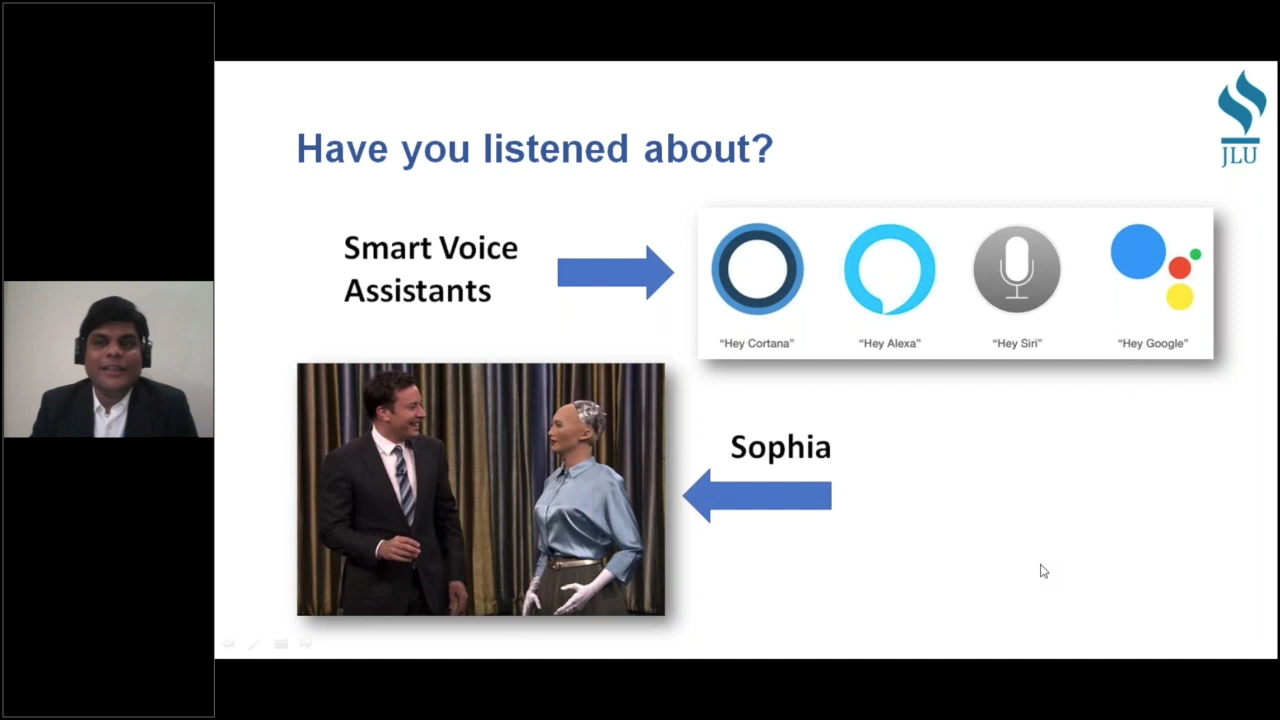 Have you listened about?
JLU
Smart Voice
Assistants
“Hey Cortana” “Hey Alexa” “Hey Siri” “Hey Google”
Sophia